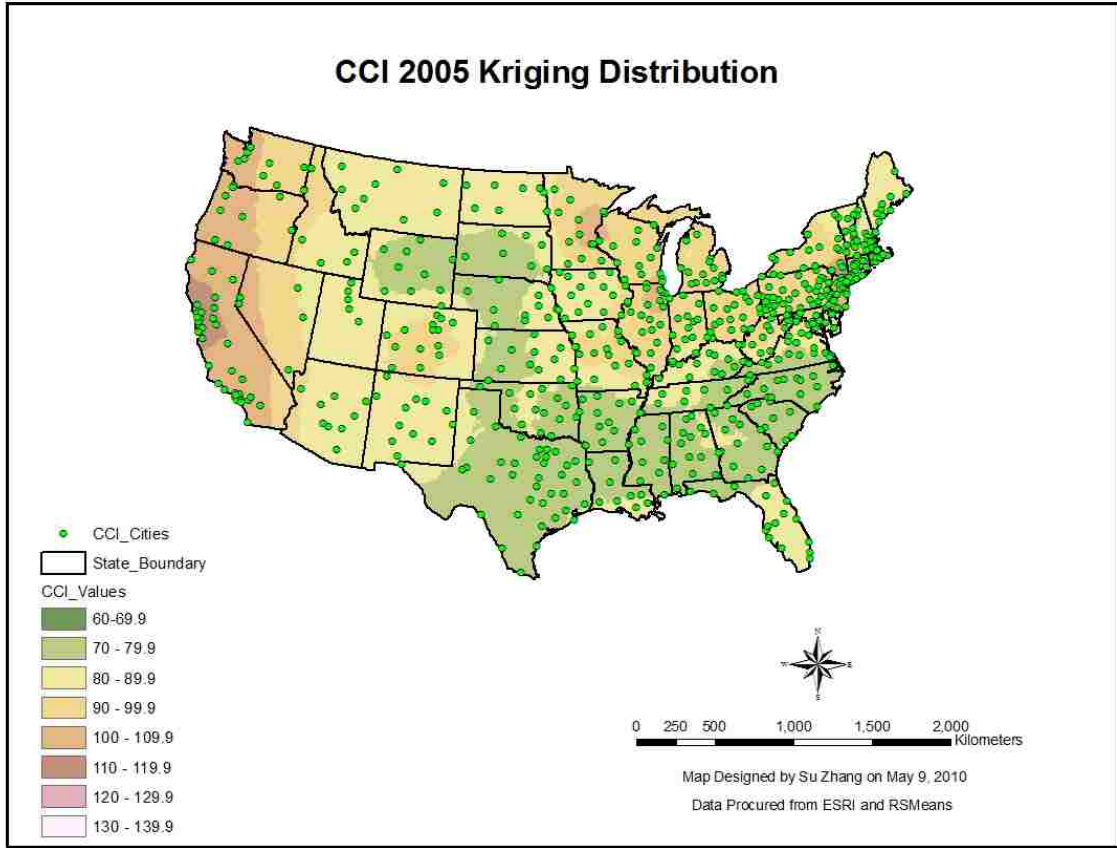 CCI 2005 Kriging Distribution
CCI_Cities
State_Boundary
CCI_Values
60-69.9
70 - 79.9
80 - 89.9
90 - 99.9
100 - 109.9
110 - 119.9
120 - 129.9
130 - 139.9
N
W E
S
0 250 500 1,000 1,500 2,000
Kilometers
Map Designed by Su Zhang on May 9, 2010
Data Procured from ESRI and RSMeans